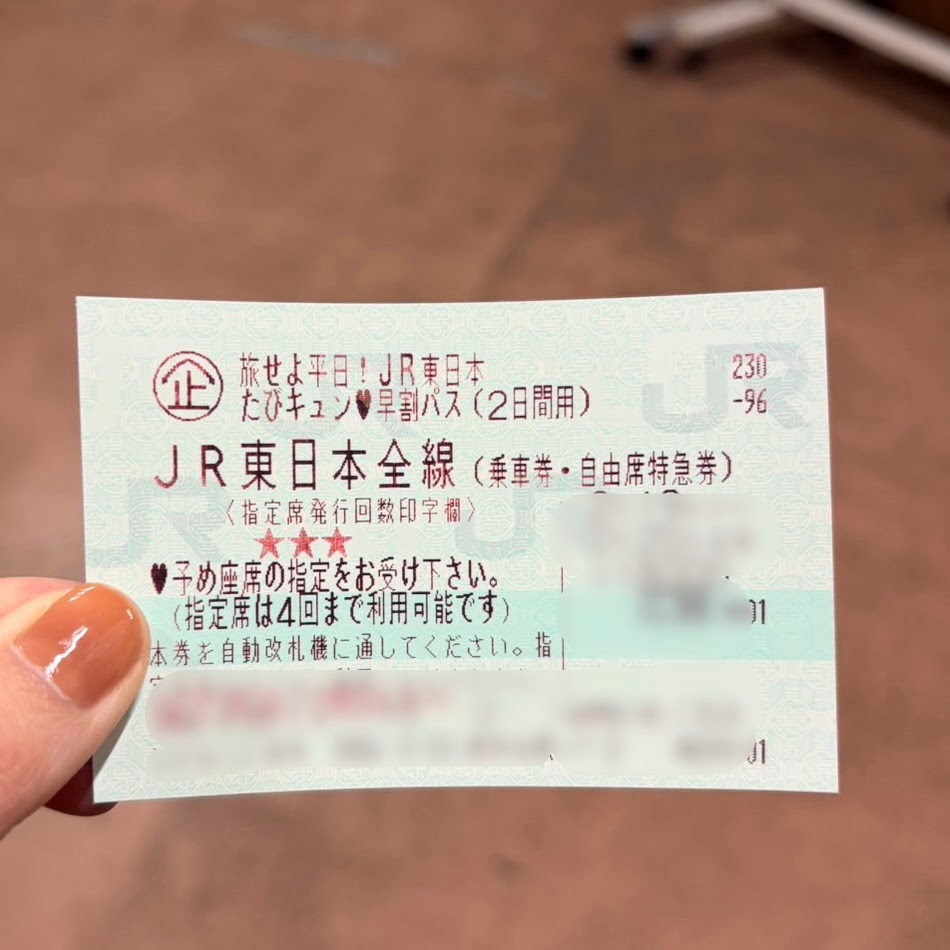 企 旅せよ平日！JR東日本 230
たびキュン♥早割パス（2日間用） -96
JR東日本全線（乗車券・自由席特急券）
〈指定席発行回数印字欄〉
★★★
♥予め座席の指定をお受け下さい。
（指定席は4回まで利用可能です） 01
本券を自動改札機に通してください。指
01